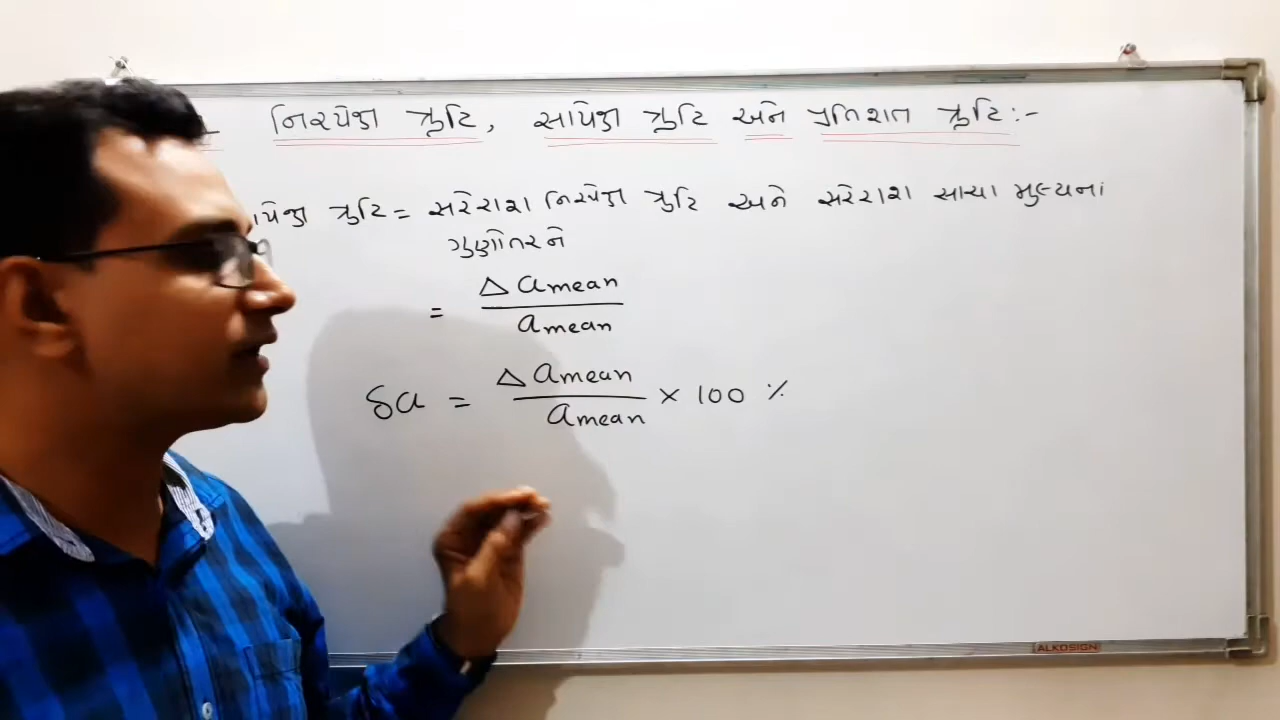 નિરપેક્ષ ત્રુટિ, સાપેક્ષ ત્રુટિ અને પ્રતિશત ત્રુટિ:-
ત્રુટિ = સરેરાશ નિરપેક્ષ ત્રુટિ અને સરેરાશ સાચા મુલ્યનાં
ગુણોતરને
= Δamean / amean
δa = Δamean / amean × 100 %
ALKOSIGN